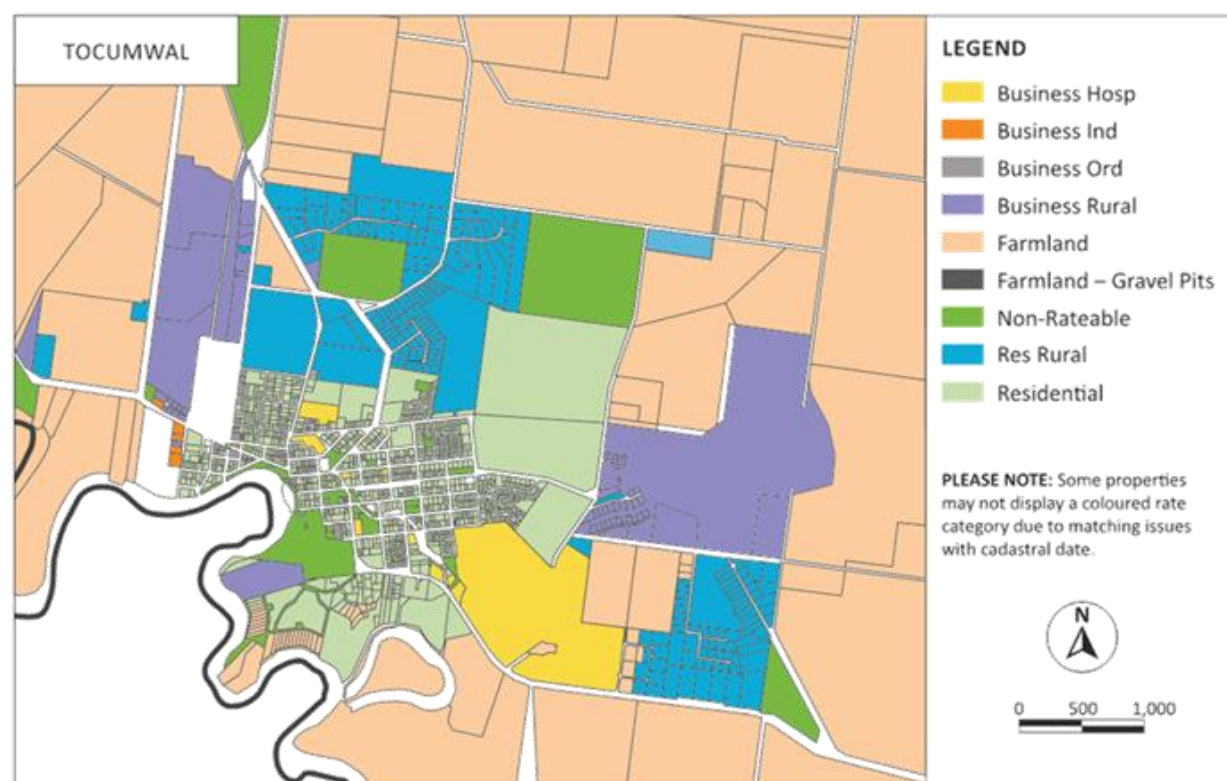 TOCUMWAL
LEGEND
Business Hosp
Business Ind
Business Ord
Business Rural
Farmland
Farmland – Gravel Pits
Non-Rateable
Res Rural
Residential
PLEASE NOTE: Some properties
may not display a coloured rate
category due to matching issues
with cadastral date.
N
0 500 1,000